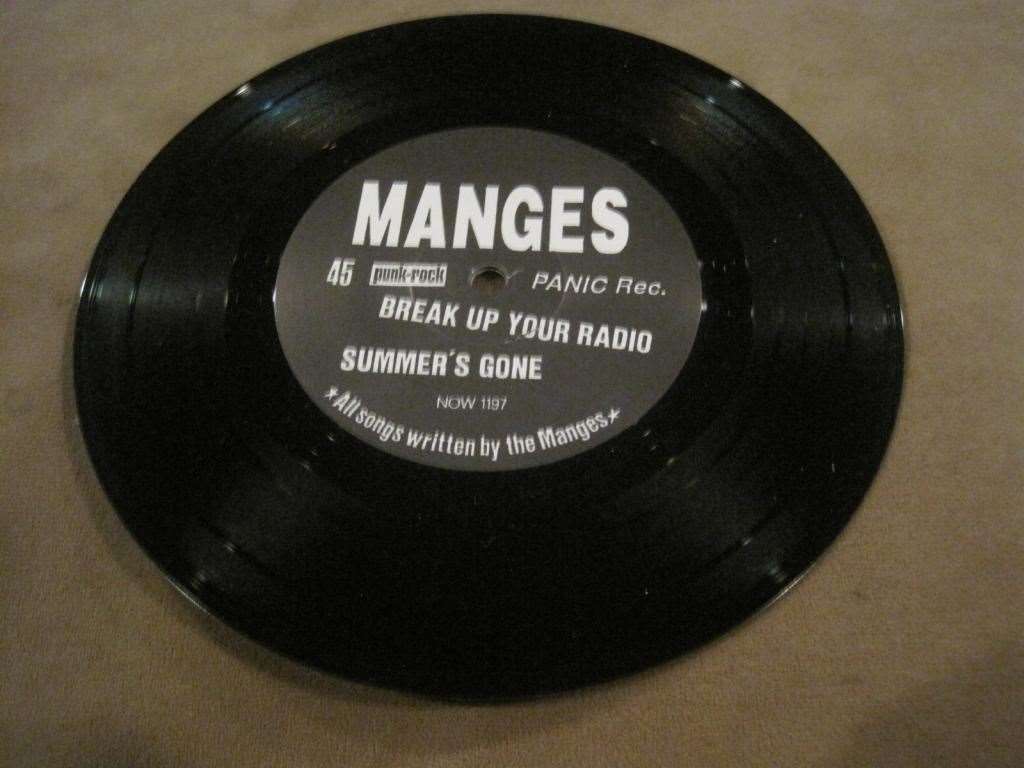 MANGES
45 punk-rock PANIC Rec.
BREAK UP YOUR RADIO
SUMMER'S GONE
NOW 1197
★All songs written by the Manges★